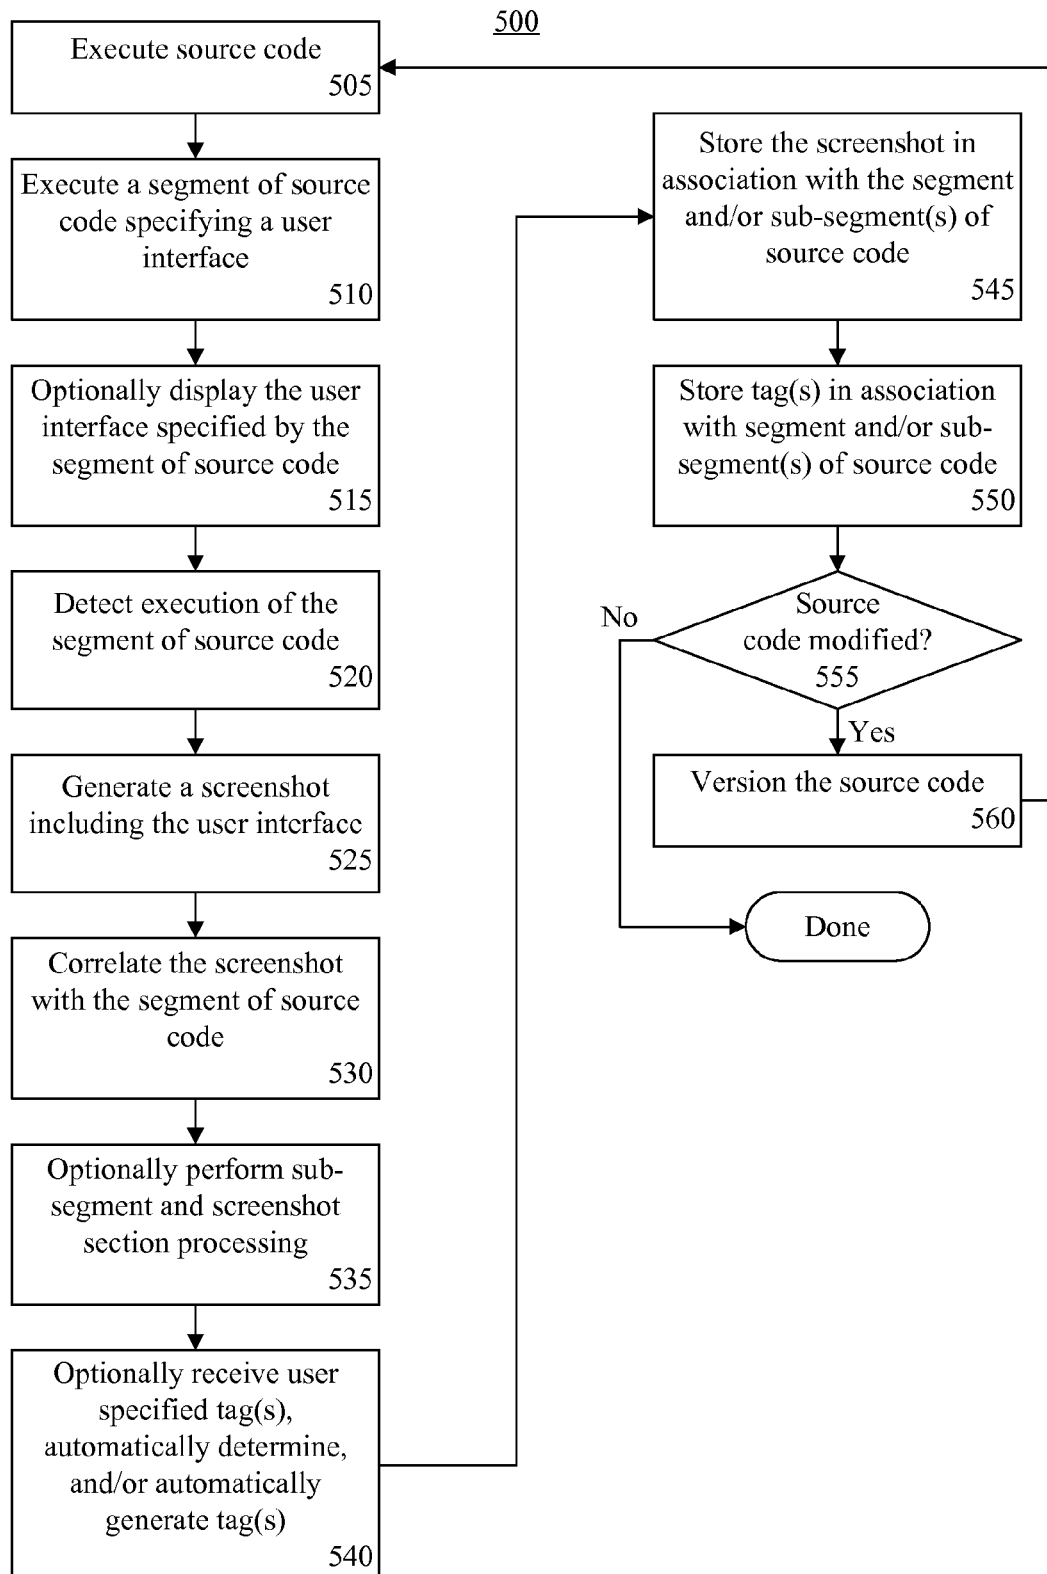 500
Execute source code
505
Execute a segment of source
code specifying a user
interface
510
Optionally display the user
interface specified by the
segment of source code
515
Detect execution of the
segment of source code
520
Generate a screenshot
including the user interface
525
Correlate the screenshot
with the segment of source
code
530
Optionally perform sub-
segment and screenshot
section processing
535
Optionally receive user
specified tag(s),
automatically determine,
and/or automatically
generate tag(s)
540
Store the screenshot in
association with the segment
and/or sub-segment(s) of
source code
545
Store tag(s) in association
with segment and/or sub-
segment(s) of source code
550
Source
code modified?
555
No
Yes
Version the source code
560
Done